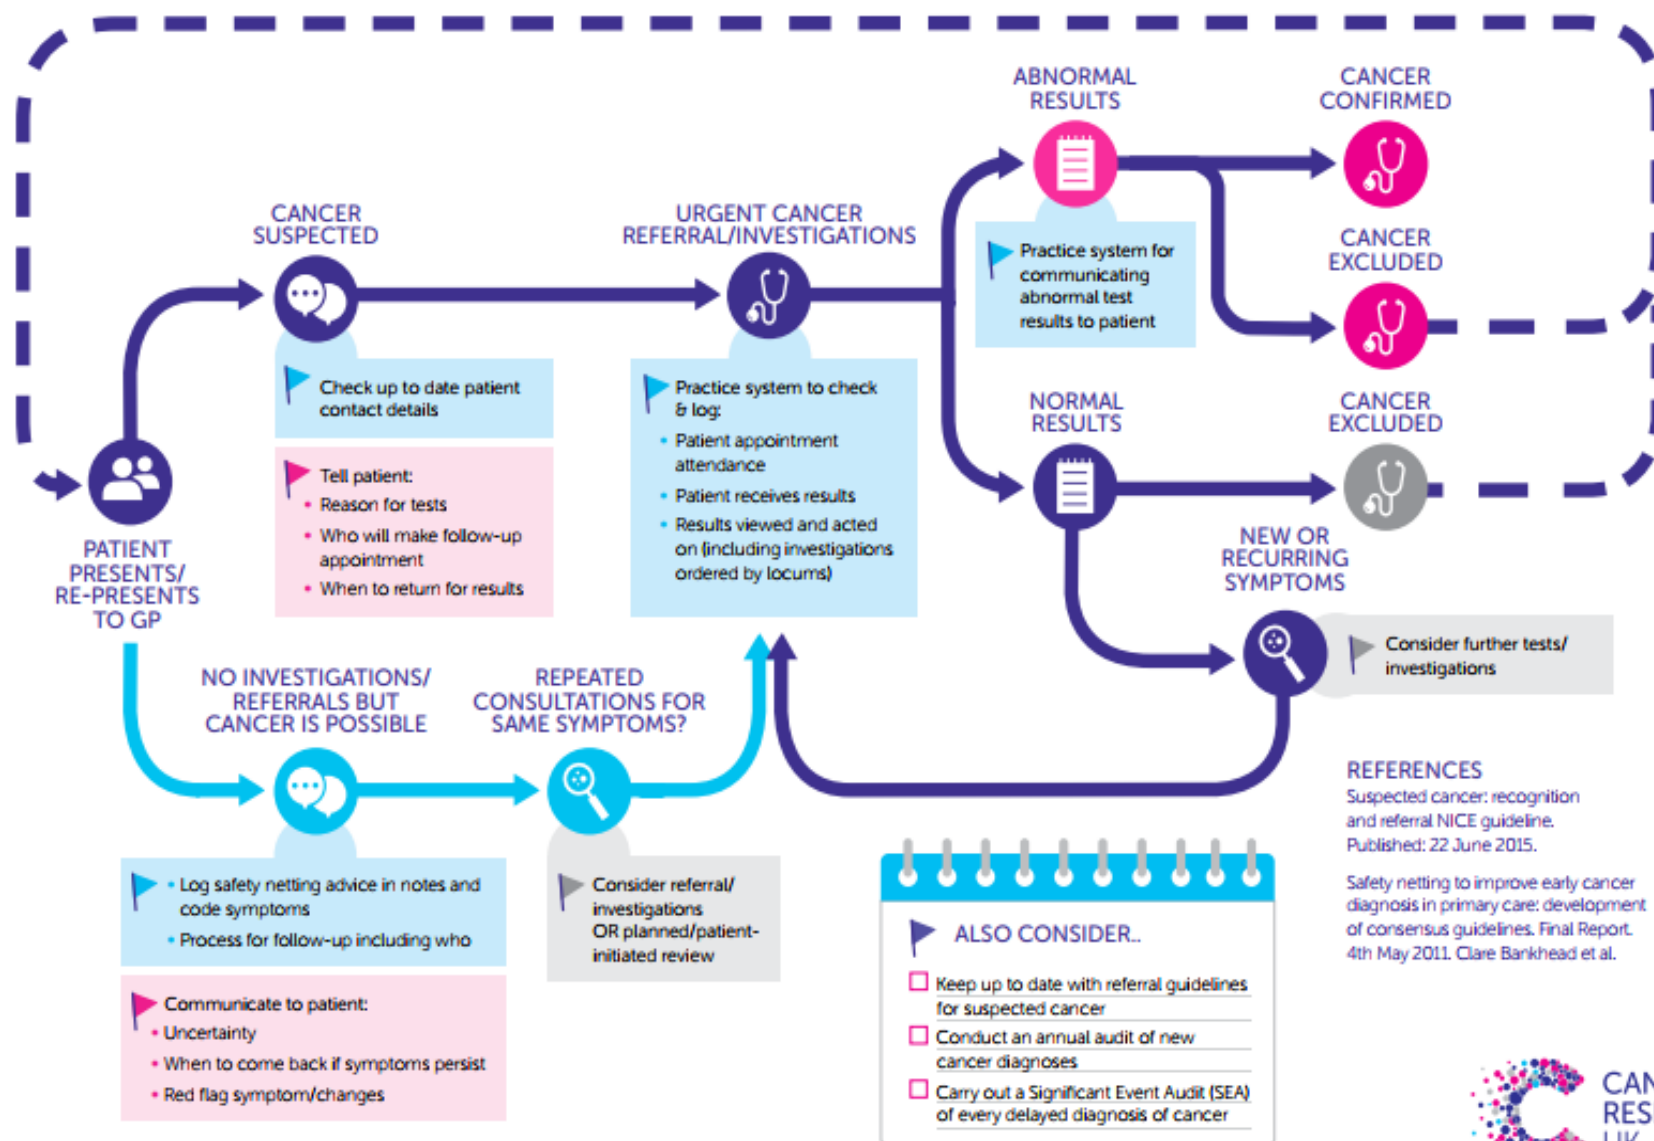 ABNORMAL
RESULTS
CANCER
CONFIRMED
CANCER
SUSPECTED
URGENT CANCER
REFERRAL/INVESTIGATIONS
CANCER
EXCLUDED
Practice system for
communicating
abnormal test
results to patient
Check up to date patient
contact details
Tell patient:
• Reason for tests
• Who will make follow-up
appointment
• When to return for results
Practice system to check
& log:
• Patient appointment
attendance
• Patient receives results
• Results viewed and acted
on (including investigations
ordered by locums)
NORMAL
RESULTS
CANCER
EXCLUDED
PATIENT
PRESENTS/
RE-PRESENTS
TO GP
NEW OR
RECURRING
SYMPTOMS
Consider further tests/
investigations
NO INVESTIGATIONS/
REFERRALS BUT
CANCER IS POSSIBLE
REPEATED
CONSULTATIONS FOR
SAME SYMPTOMS?
• Log safety netting advice in notes and
code symptoms
• Process for follow-up including who
Communicate to patient:
• Uncertainty
• When to come back if symptoms persist
• Red flag symptom/changes
Consider referral/
investigations
OR planned/patient-
initiated review
ALSO CONSIDER..
Keep up to date with referral guidelines
for suspected cancer
Conduct an annual audit of new
cancer diagnoses
Carry out a Significant Event Audit (SEA)
of every delayed diagnosis of cancer
REFERENCES
Suspected cancer: recognition
and referral NICE guideline.
Published: 22 June 2015.
Safety netting to improve early cancer
diagnosis in primary care: development
of consensus guidelines. Final Report.
4th May 2011. Clare Bankhead et al.
CAN
RES
UK